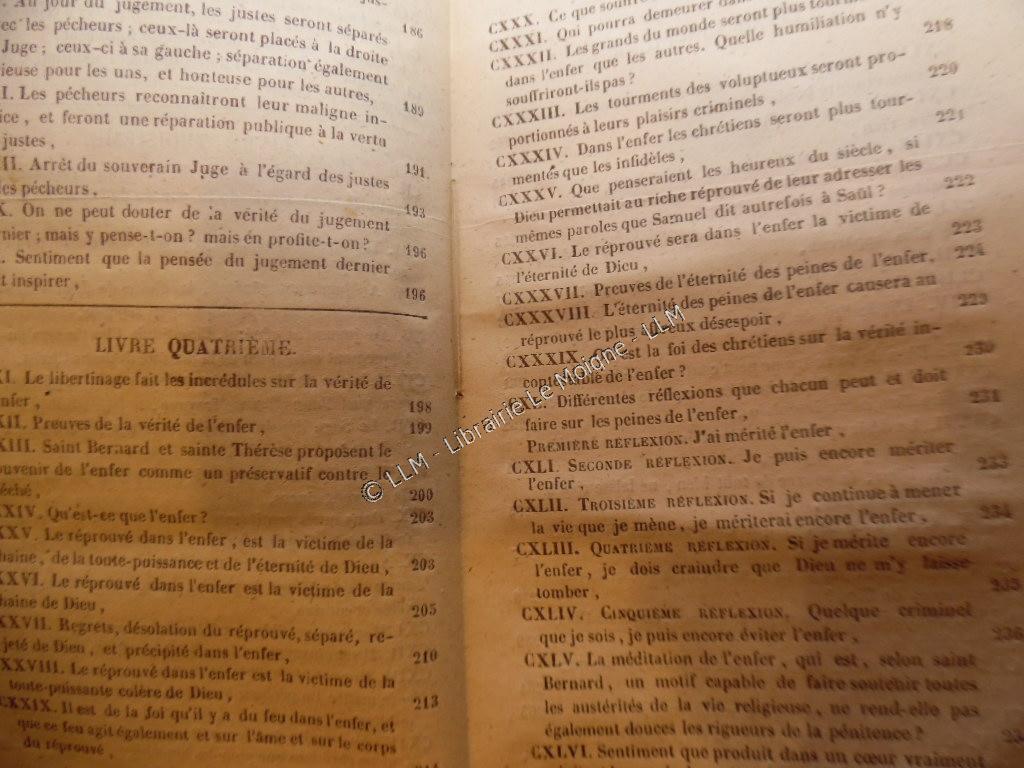 . Au jour du jugement, les justes seront séparés
ec les pécheurs ; ceux-là seront placés à la droite
Juge ; ceux-ci à sa gauche ; séparation également
ieuse pour les uns, et honteuse pour les autres, 186
I. Les pécheurs reconnaîtront leur maligne in-
ice, et feront une réparation publique à la vertu
justes, 189
II. Arrêt du souverain Juge à l'égard des justes
les pécheurs, 191
X. On ne peut douter de la vérité du jugement
nier ; mais y pense-t-on ? mais en profite-t-on ? 193
. Sentiment que la pensée du jugement dernier
t inspirer, 196
196
LIVRE QUATRIÈME.
XI. Le libertinage fait les incrédules sur la vérité de
nfer, 198
XII. Preuves de la vérité de l'enfer, 199
XIII. Saint Bernard et sainte Thérèse proposent le
ouvenir de l'enfer comme un préservatif contre le
éché, 200
XXIV. Qu'est-ce que l'enfer ? 203
XXV. Le réprouvé dans l'enfer, est la victime de la
haine, de la toute-puissance et de l'éternité de Dieu, 203
XXVI. Le réprouvé dans l'enfer est la victime de la
haine de Dieu, 205
XXVII. Regrets, désolation du réprouvé, séparé, re-
jeté de Dieu, et précipité dans l'enfer, 210
XXVIII. Le réprouvé dans l'enfer est la victime de la
toute-puissante colère de Dieu, 213
CXXIX. Il est de la foi qu'il y a du feu dans l'enfer, et
que ce feu agit également et sur l'âme et sur le corps
du réprouvé
CXXX. Ce que
CXXXI. Qui pourra demeurer dans
CXXXII. Les grands du monde seront plus
dans l'enfer que les autres. Quelle humiliation n'y
souffriront-ils pas ? 218
CXXXIII. Les tourments des voluptueux seront pro-
portionnés à leurs plaisirs criminels, 220
CXXXIV. Dans l'enfer les chrétiens seront plus tour-
mentés que les infidèles, 221
CXXXV. Que penseraient les heureux du siècle, si
Dieu permettait au riche réprouvé de leur adresser les
mêmes paroles que Samuel dit autrefois à Saül ? 222
CXXXVI. Le réprouvé sera dans l'enfer la victime de
l'éternité de Dieu, 223
CXXXVII. Preuves de l'éternité des peines de l'enfer, 224
CXXXVIII. L'éternité des peines de l'enfer causera au
réprouvé le plus affreux désespoir, 229
CXXXIX. est la foi des chrétiens sur la vérité in-
contestable de l'enfer ? 230
CXL. Différentes réflexions que chacun peut et doit
faire sur les peines de l'enfer, 231
PREMIÈRE RÉFLEXION. J'ai mérité l'enfer,
CXLI. SECONDE RÉFLEXION. Je puis encore mériter
l'enfer, 233
CXLII. TROISIÈME RÉFLEXION. Si je continue à mener
la vie que je mène, je mériterai encore l'enfer, 234
CXLIII. QUATRIÈME RÉFLEXION. Si je mérite encore
l'enfer, je dois craindre que Dieu ne m'y laisse
tomber, 235
CXLIV. CINQUIÈME RÉFLEXION. Quelque criminel
que je sois, je puis encore éviter l'enfer, 236
CXLV. La méditation de l'enfer, qui est, selon saint
Bernard, un motif capable de faire soutenir toutes
les austérités de la vie religieuse, ne rend-elle pas
également douces les rigueurs de la pénitence ?
CXLVI. Sentiment que produit dans un cœur vraiment
© LLM - Librairie Le Moigne - LLM